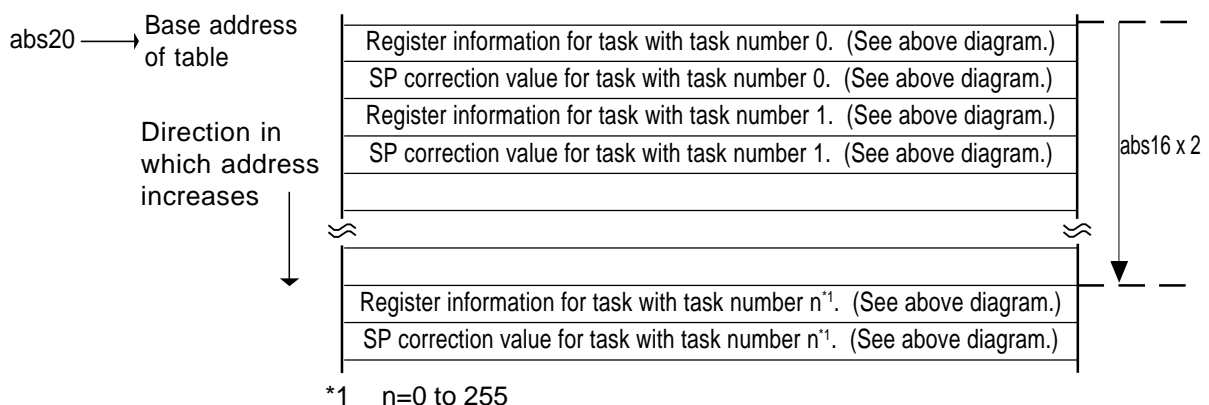 abs20
Base address
of table
Direction in
which address
increases
Register information for task with task number 0. (See above diagram.)
SP correction value for task with task number 0. (See above diagram.)
Register information for task with task number 1. (See above diagram.)
SP correction value for task with task number 1. (See above diagram.)
abs16 x 2
Register information for task with task number n*1. (See above diagram.)
SP correction value for task with task number n*1. (See above diagram.)
*1 n=0 to 255